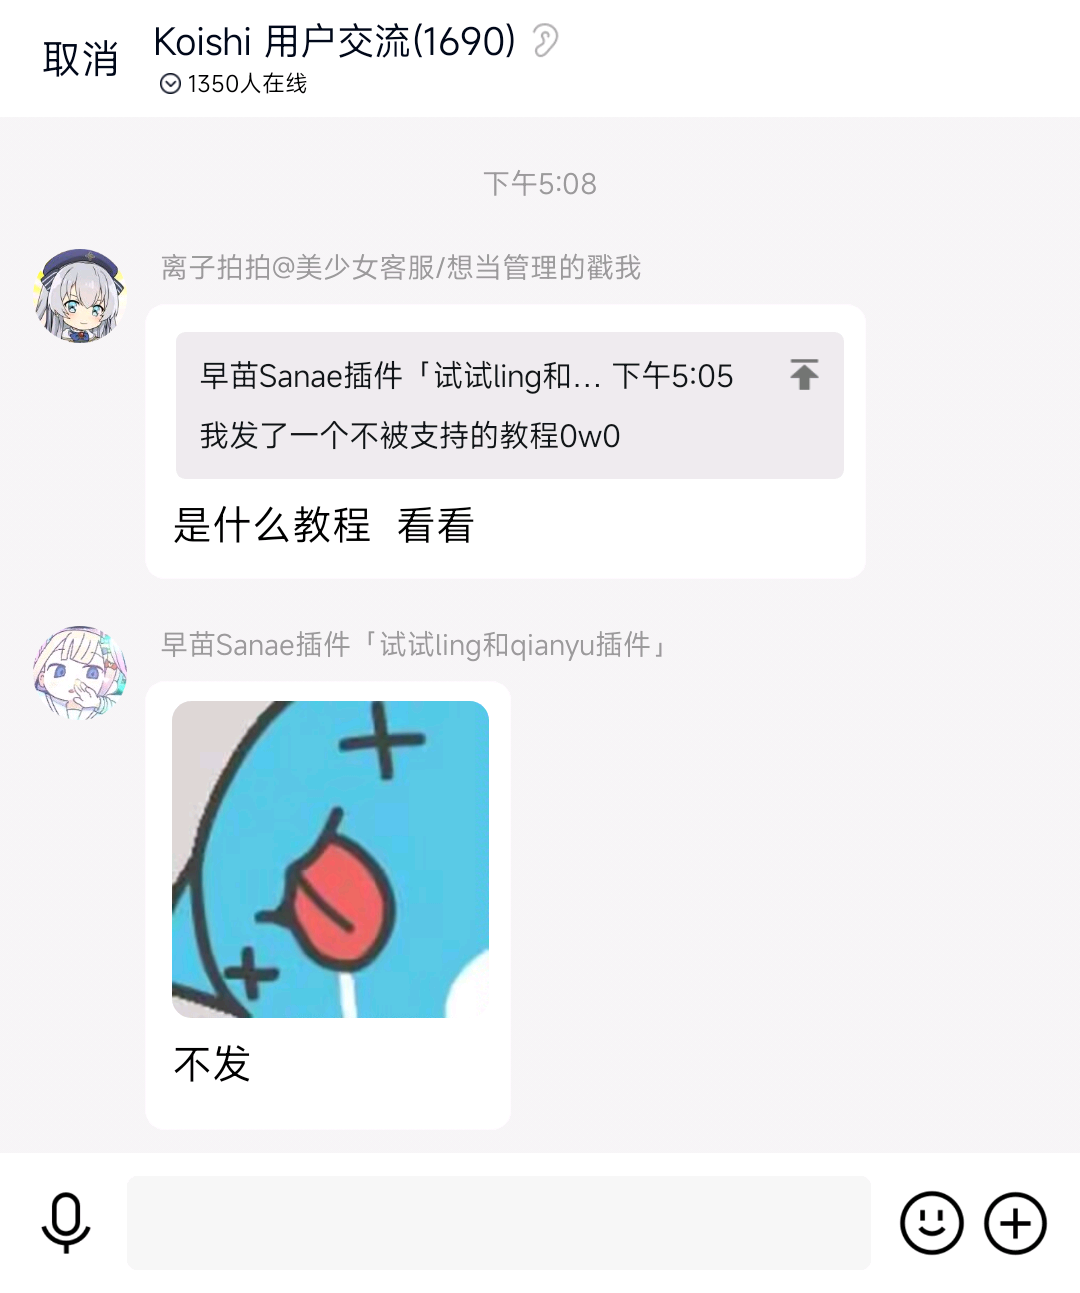 取消
Koishi 用户交流(1690)
1350人在线
下午5:08
离子拍拍@美少女客服/想当管理的戳我
早苗Sanae插件「试试ling和... 下午5:05
我发了一个不被支持的教程0w0
是什么教程 看看
早苗Sanae插件「试试ling和qianyu插件」
不发